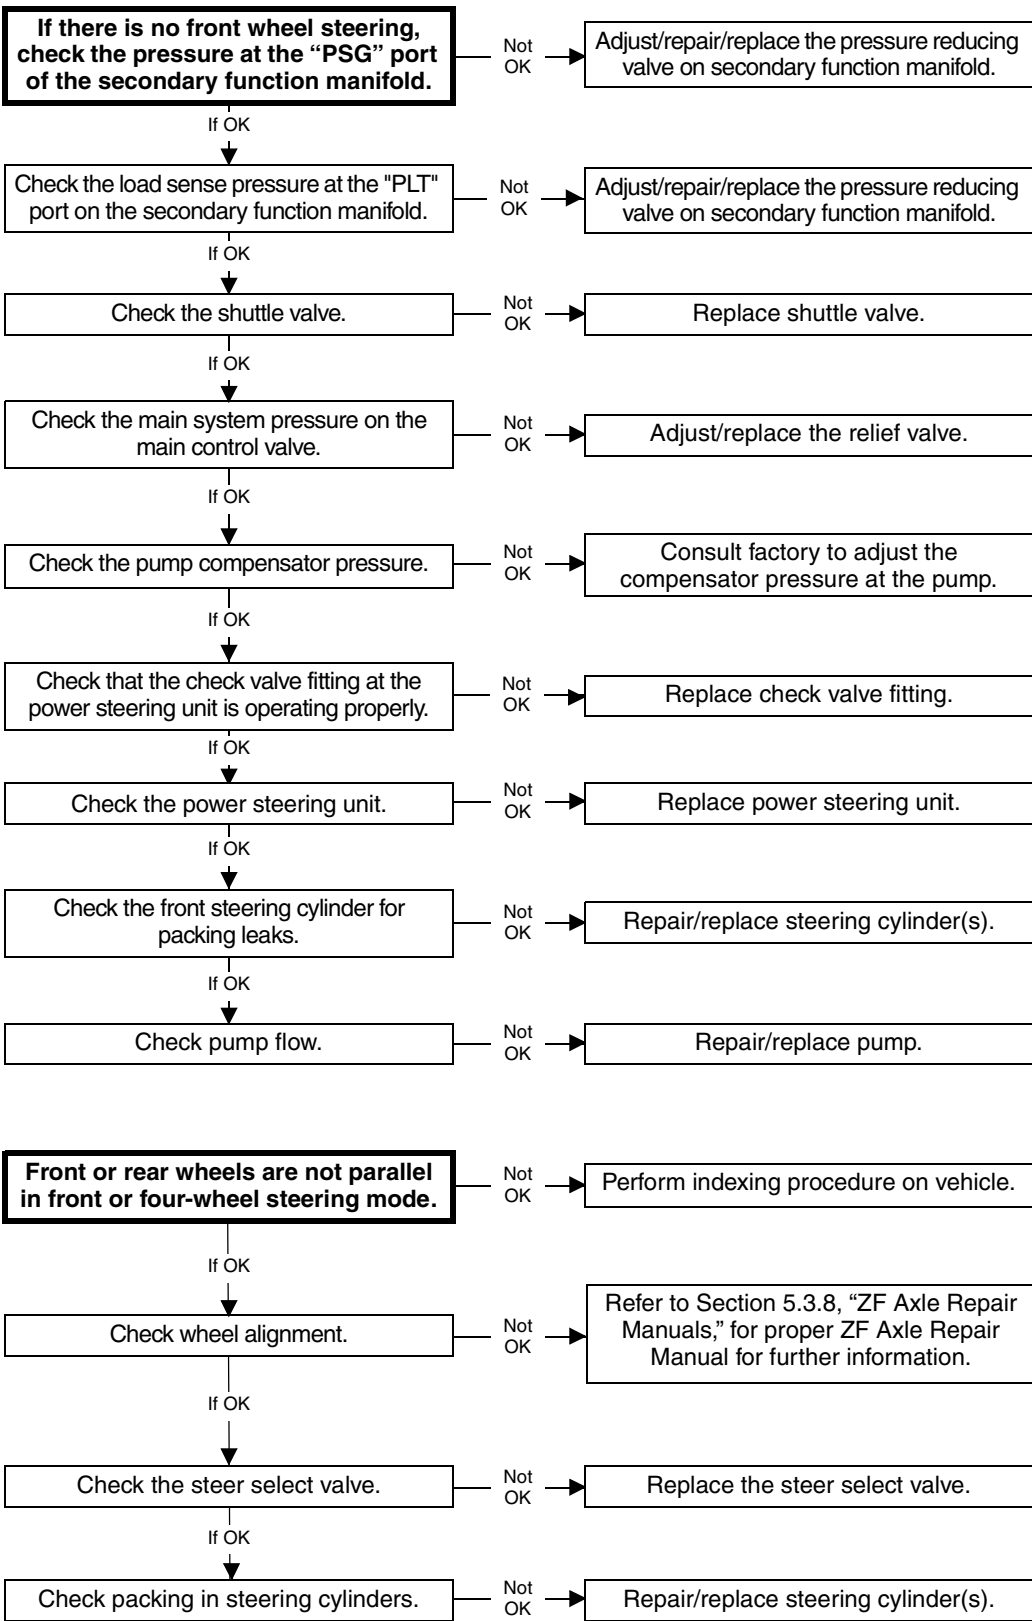 If there is no front wheel steering,
check the pressure at the “PSG” port
of the secondary function manifold.
Not
OK
Adjust/repair/replace the pressure reducing
valve on secondary function manifold.
If OK
Check the load sense pressure at the "PLT"
port on the secondary function manifold.
Not
OK
Adjust/repair/replace the pressure reducing
valve on secondary function manifold.
If OK
Check the shuttle valve.
Not
OK
Replace shuttle valve.
If OK
Check the main system pressure on the
main control valve.
Not
OK
Adjust/replace the relief valve.
If OK
Check the pump compensator pressure.
Not
OK
Consult factory to adjust the
compensator pressure at the pump.
If OK
Check that the check valve fitting at the
power steering unit is operating properly.
Not
OK
Replace check valve fitting.
If OK
Check the power steering unit.
Not
OK
Replace power steering unit.
If OK
Check the front steering cylinder for
packing leaks.
Not
OK
Repair/replace steering cylinder(s).
If OK
Check pump flow.
Not
OK
Repair/replace pump.
Front or rear wheels are not parallel
in front or four-wheel steering mode.
Not
OK
Perform indexing procedure on vehicle.
If OK
Check wheel alignment.
Not
OK
Refer to Section 5.3.8, “ZF Axle Repair
Manuals,” for proper ZF Axle Repair
Manual for further information.
If OK
Check the steer select valve.
Not
OK
Replace the steer select valve.
If OK
Check packing in steering cylinders.
Not
OK
Repair/replace steering cylinder(s).